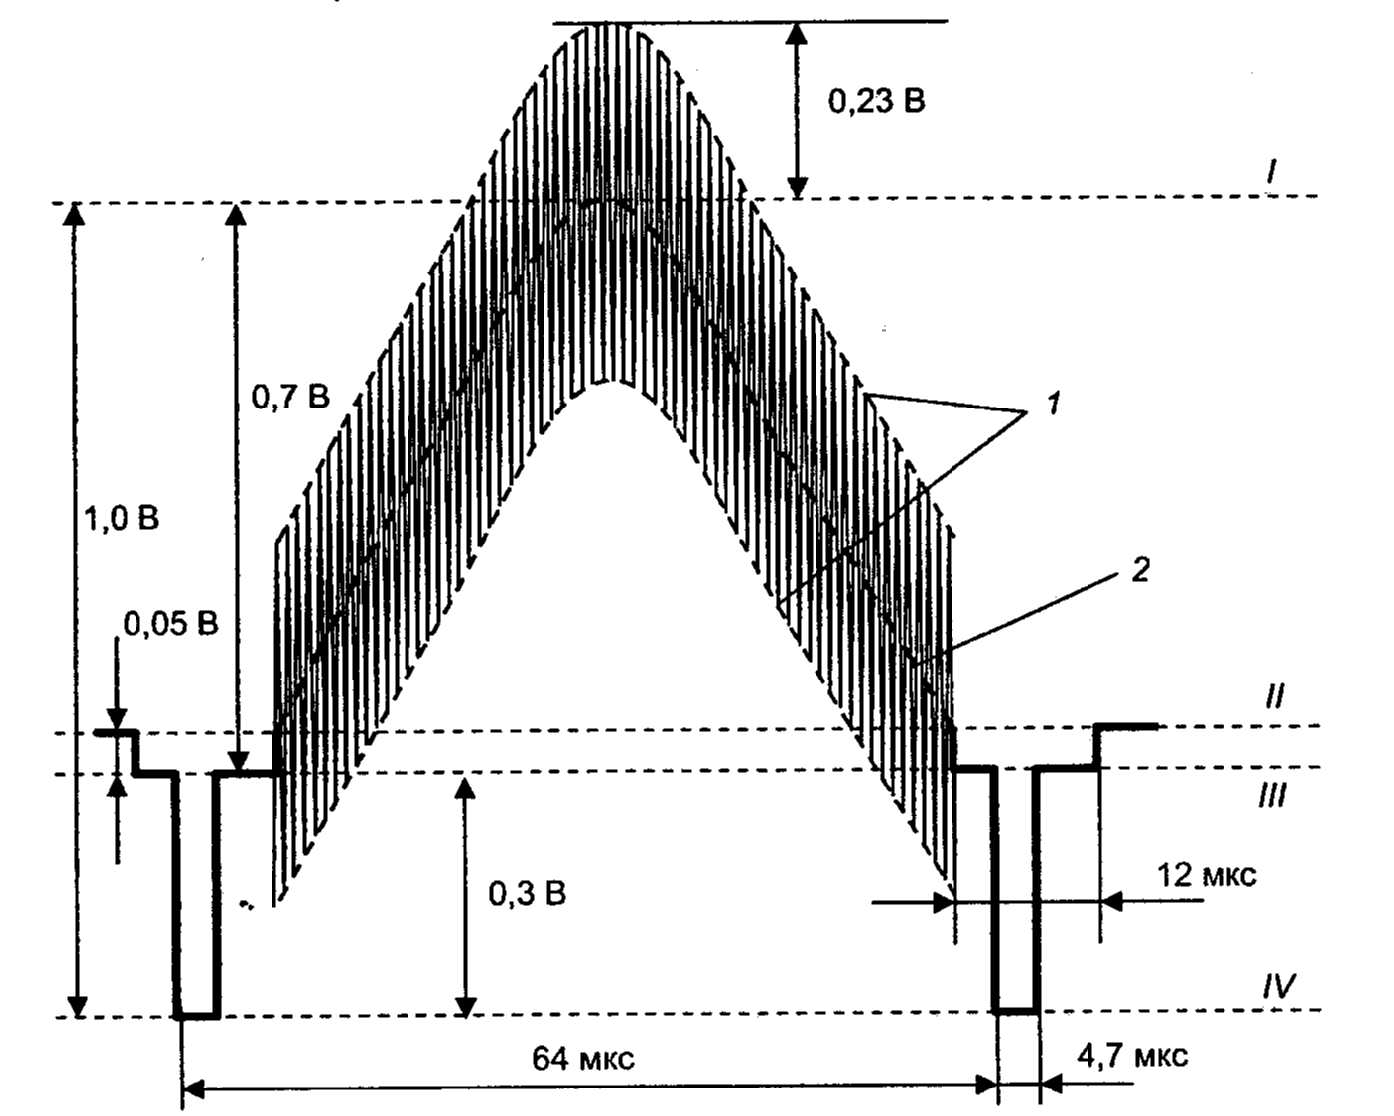 0,23 В
I
0,7 В
1
1,0 В
2
0,05 В
II
III
12 мкс
0,3 В
IV
64 мкс
4,7 мкс